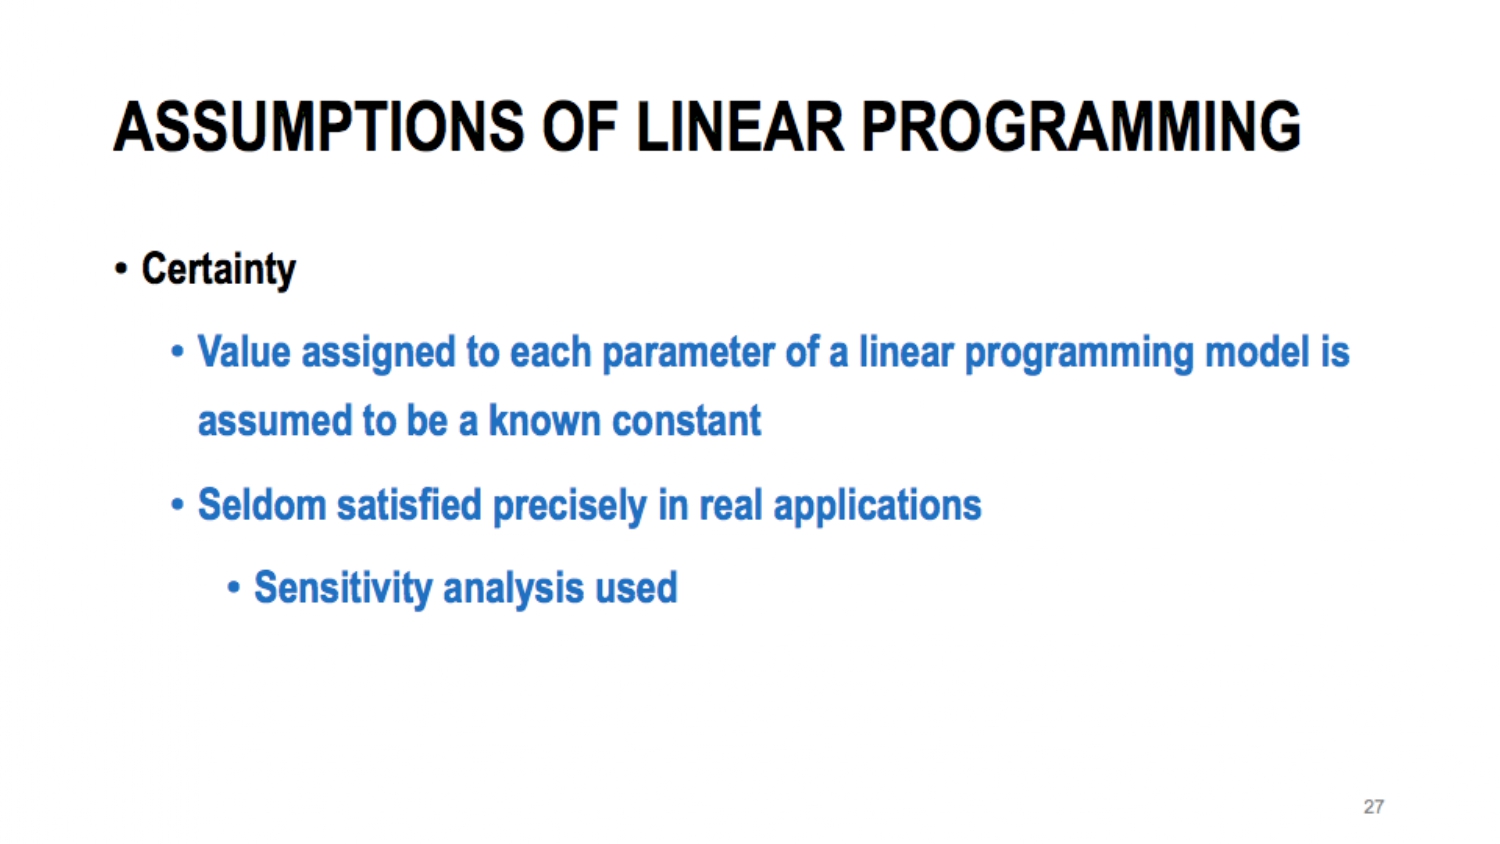 ASSUMPTIONS OF LINEAR PROGRAMMING
• Certainty
• Value assigned to each parameter of a linear programming model is
assumed to be a known constant
• Seldom satisfied precisely in real applications
• Sensitivity analysis used
27